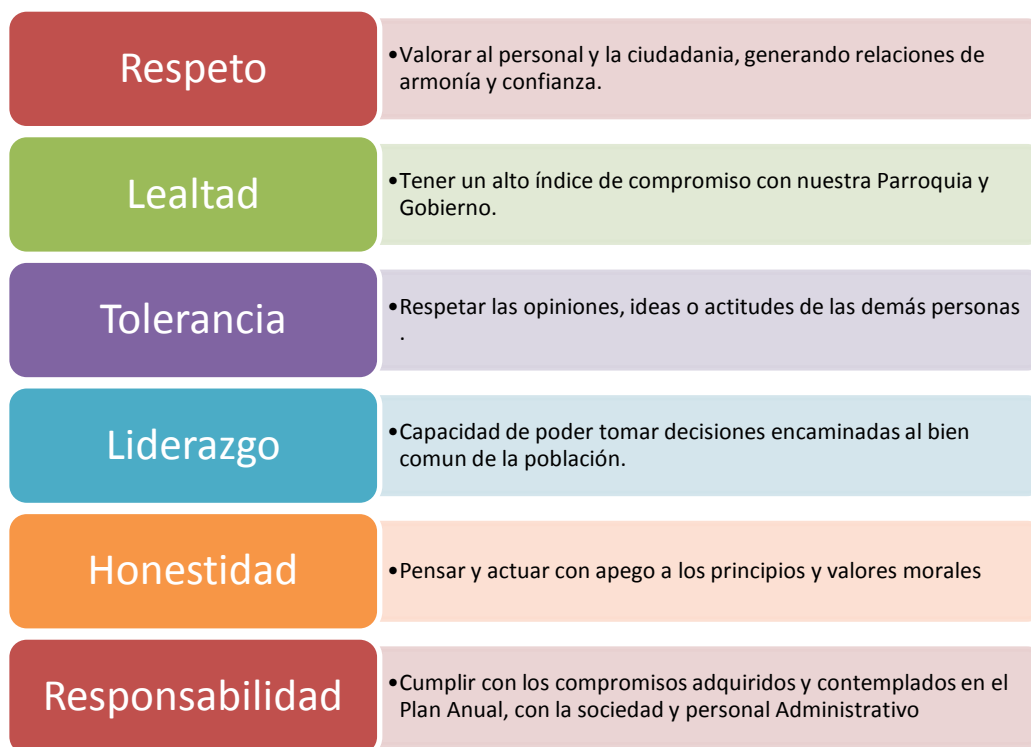 Respeto
•Valorar al personal y la ciudadania, generando relaciones de
armonía y confianza.
Lealtad
•Tener un alto índice de compromiso con nuestra Parroquia y
Gobierno.
Tolerancia
•Respetar las opiniones, ideas o actitudes de las demás personas
.
Liderazgo
•Capacidad de poder tomar decisiones encaminadas al bien
comun de la población.
Honestidad
•Pensar y actuar con apego a los principios y valores morales
Responsabilidad
•Cumplir con los compromisos adquiridos y contemplados en el
Plan Anual, con la sociedad y personal Administrativo